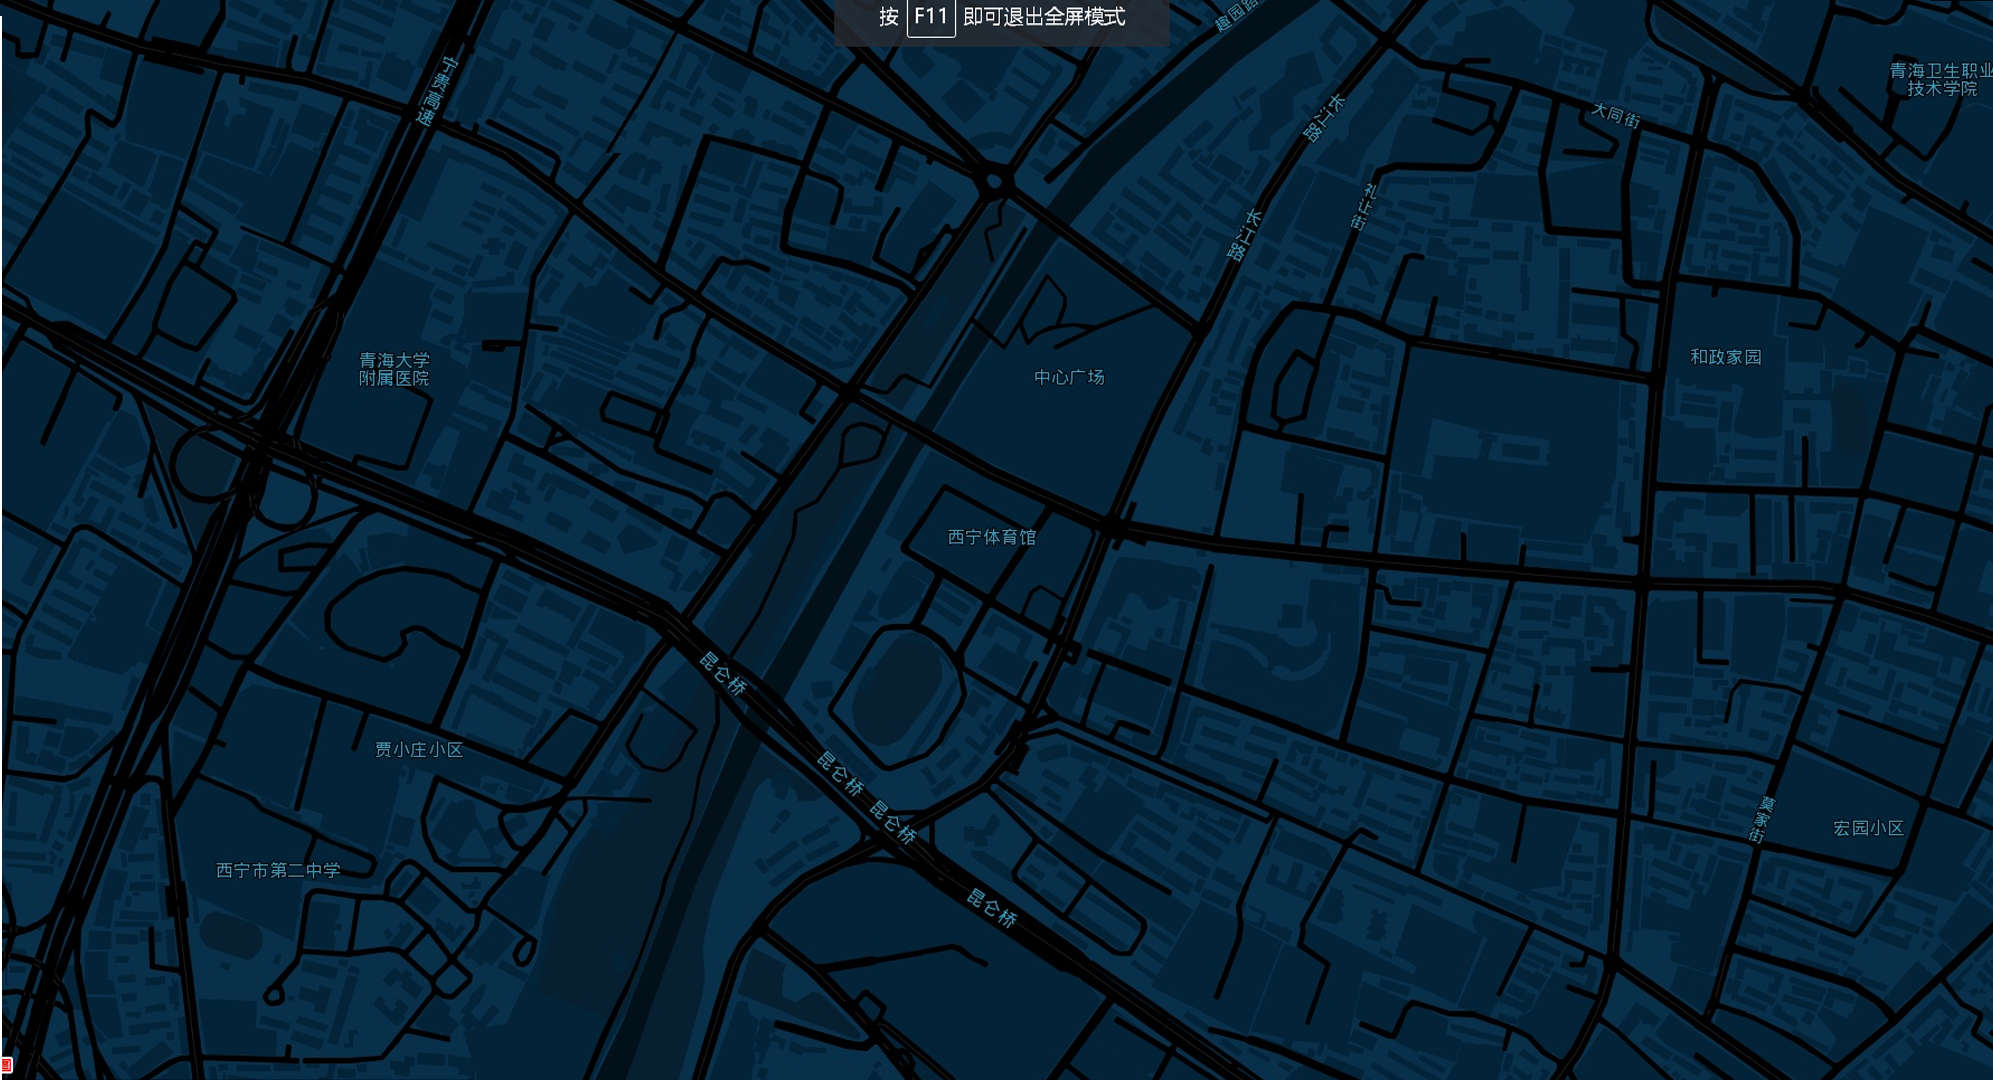 按 F11 即可退出全屏模式
趣园路
宁贵高速
青海卫生职业
技术学院
长江路
大同街
礼让街
长江路
青海大学
附属医院
和政家园
中心广场
西宁体育馆
昆仑桥
贾小庄小区
昆仑桥
昆仑桥
莫家街
宏园小区
西宁市第二中学
昆仑桥